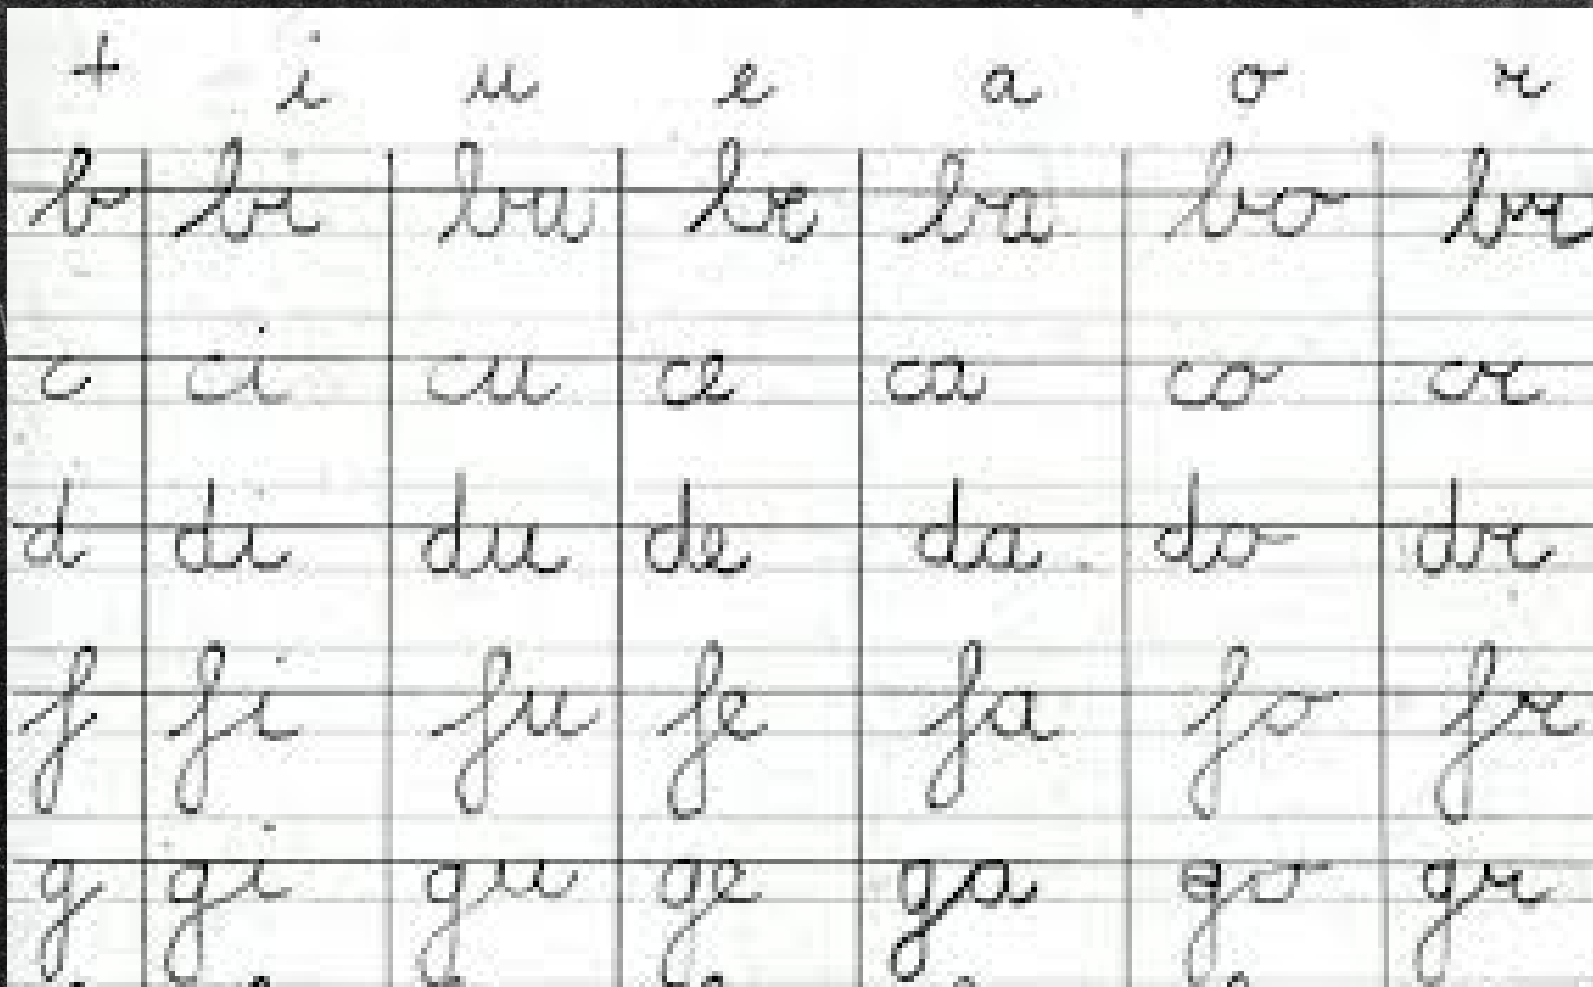 + i u e a o r
b bi bu be ba bo br
c ci cu ce ca co cr
d di du de da do dr
f fi fu fe fa fo fr
g gi gu ge ga go gr